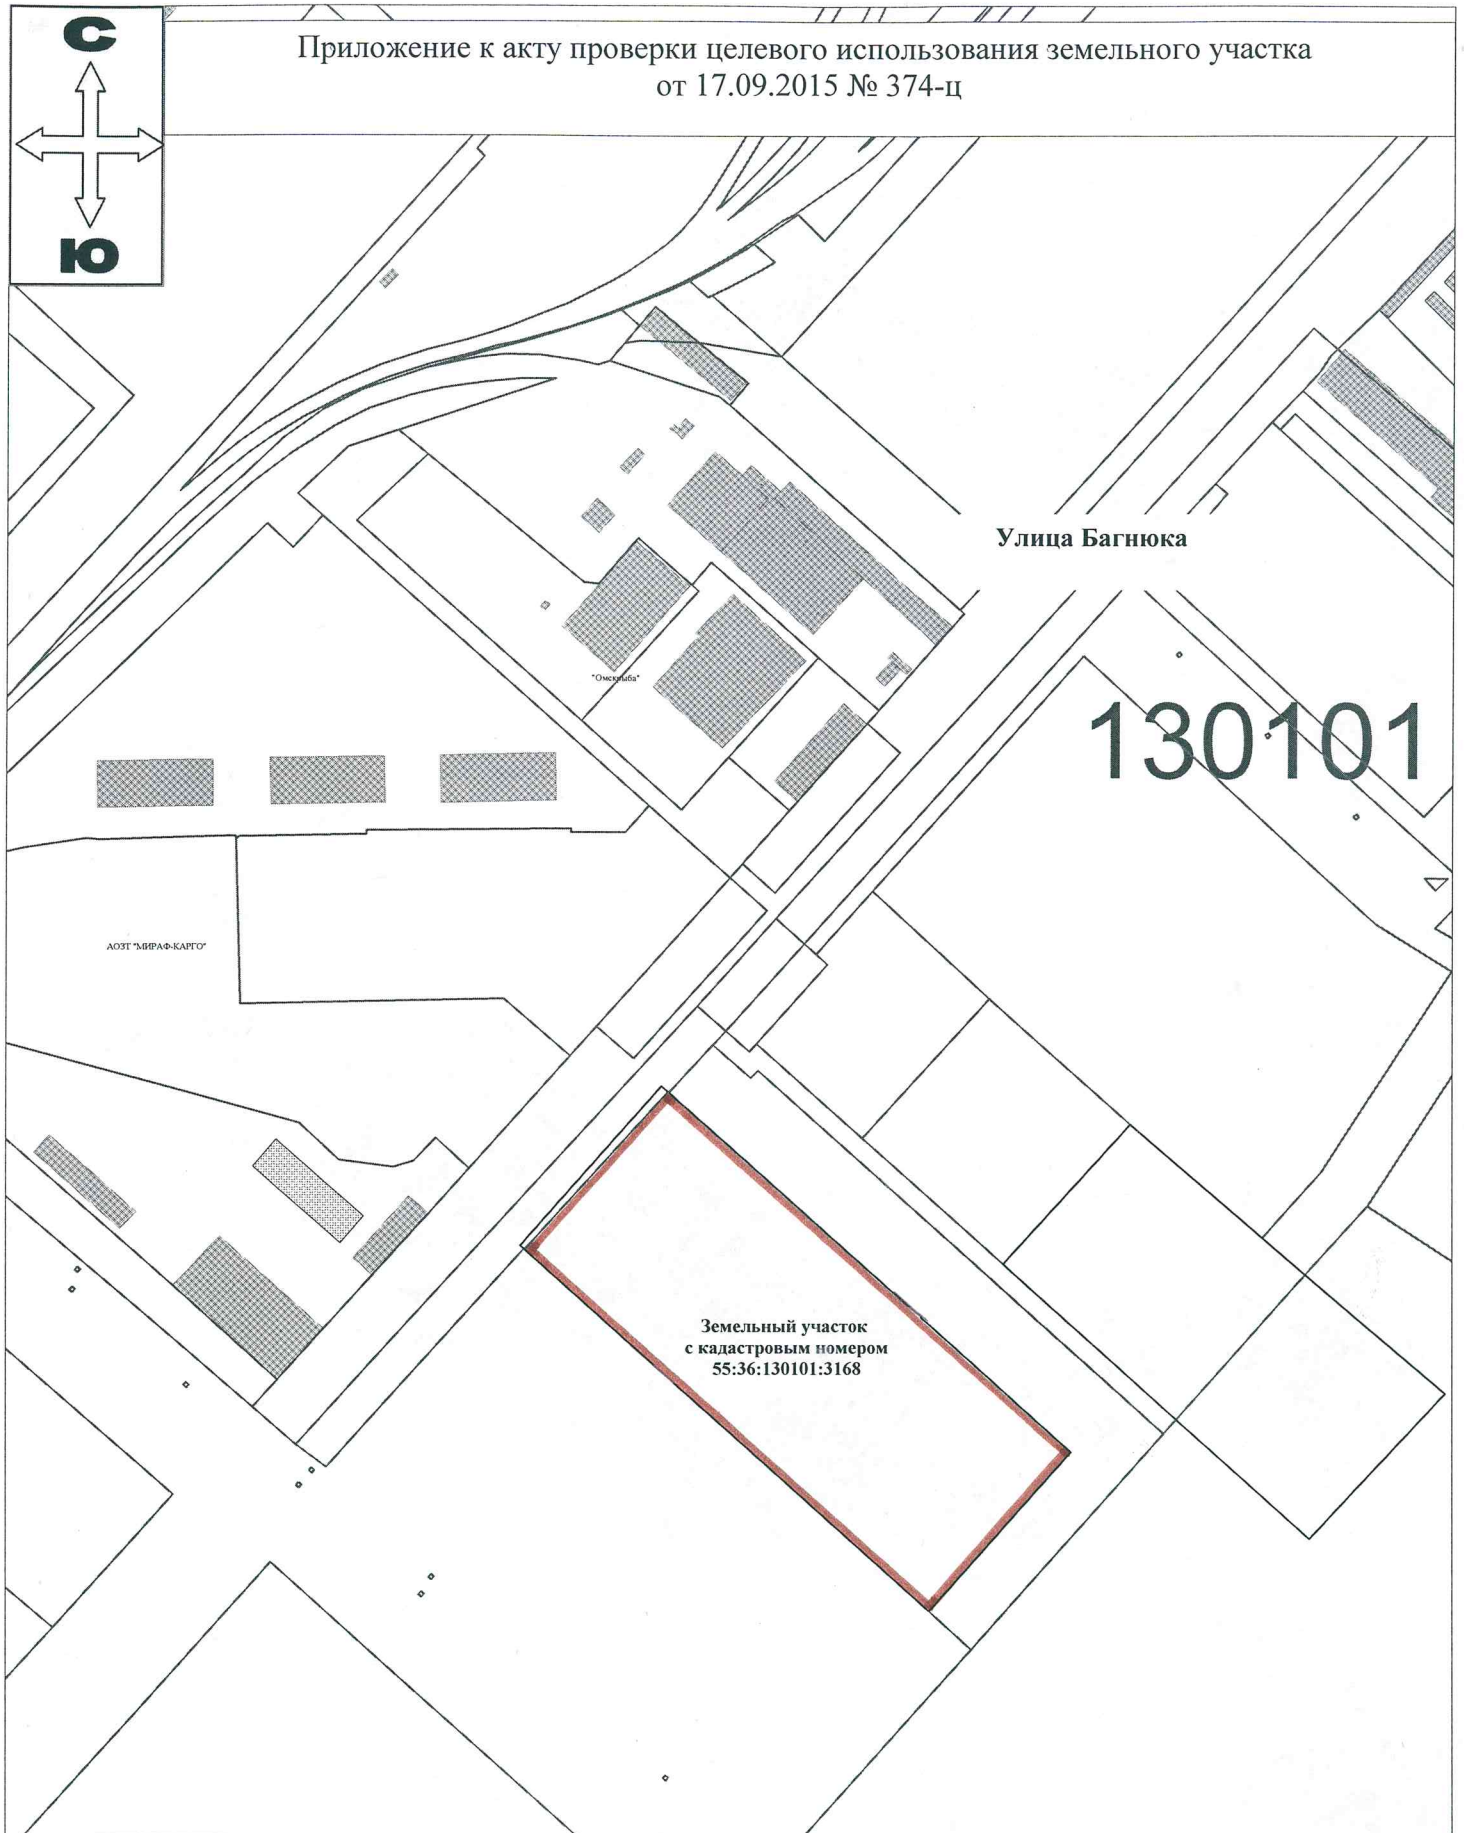 С
Приложение к акту проверки целевого использования земельного участка
от 17.09.2015 № 374-ц
Ю
Улица Багнюка
"Омскрыба"
130101
АОЗТ "МИРАФ-КАРГО"
Земельный участок
с кадастровым номером
55:36:130101:3168